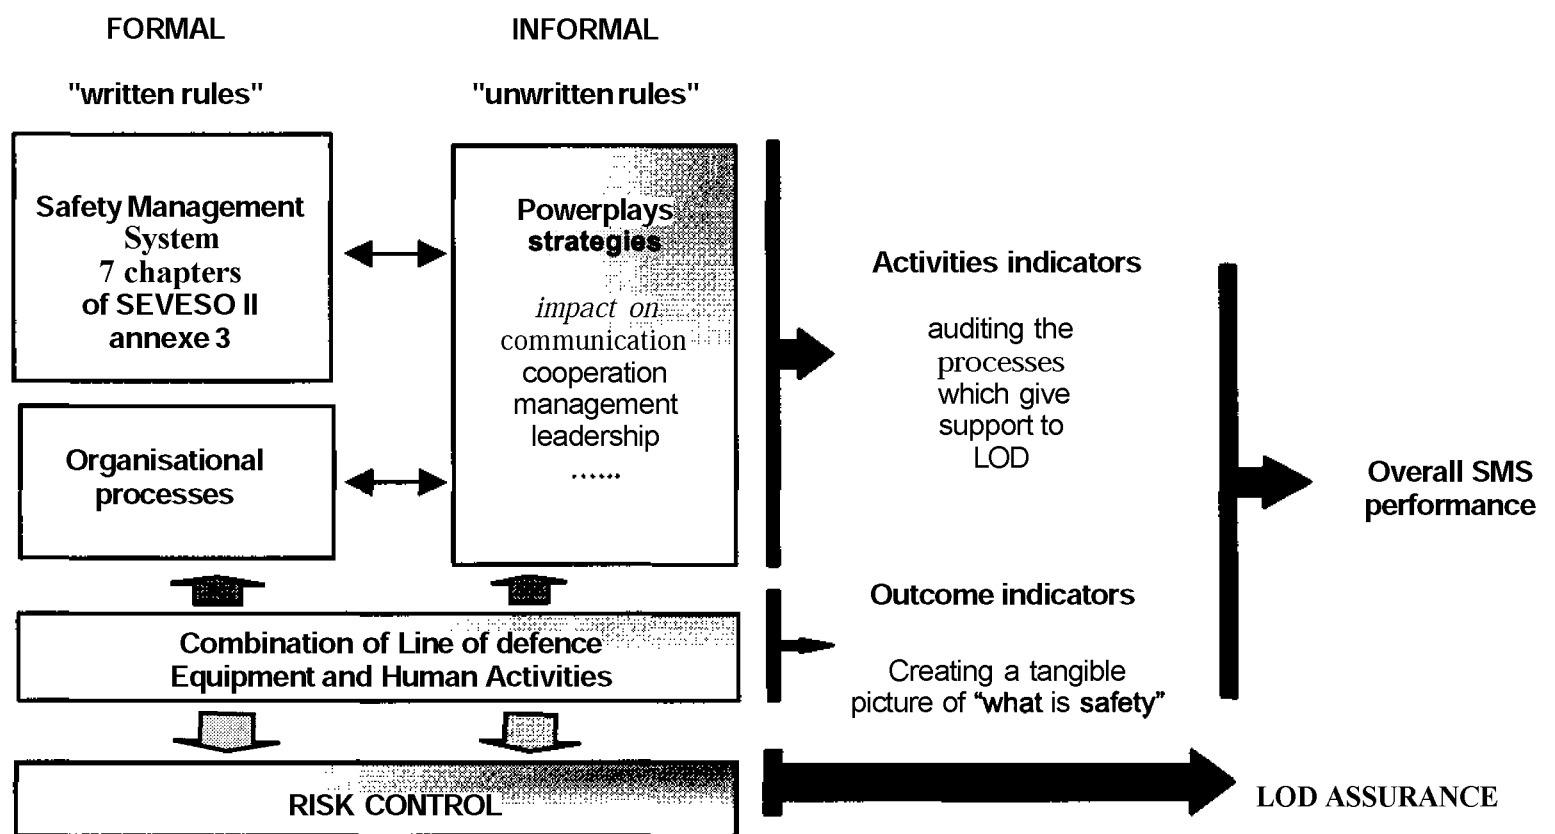 FORMAL
"written rules"
INFORMAL
"unwritten rules"
Safety Management
System
7 chapters
of SEVESO II
annexe 3
Organisational
processes
Powerplays
strategies
impact on
communication
cooperation
management
leadership
......
Combination of Line of defence
Equipment and Human Activities
RISK CONTROL
Activities indicators
auditing the
processes
which give
support to
LOD
Outcome indicators
Creating a tangible
picture of "what is safety"
Overall SMS
performance
LOD ASSURANCE